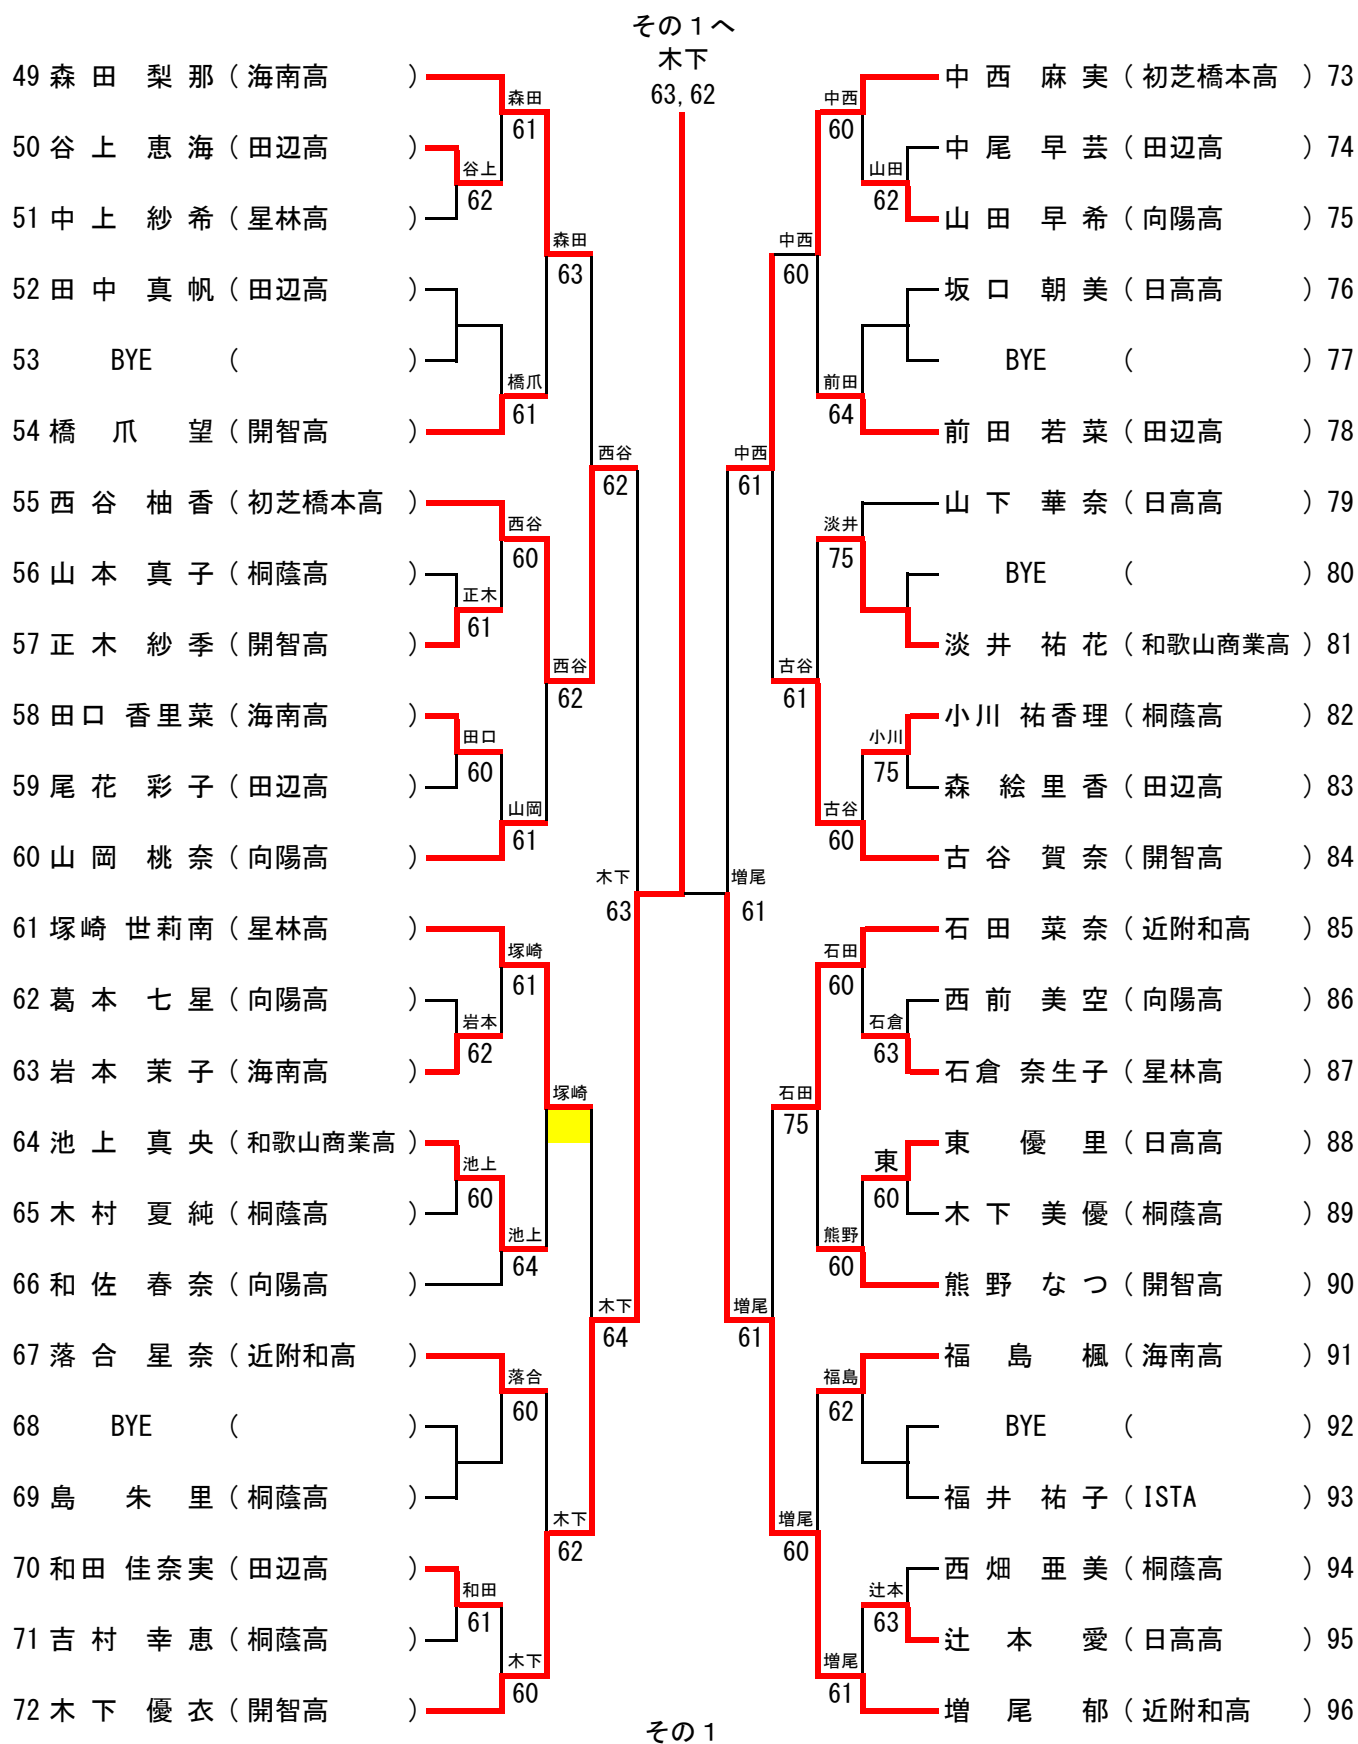 その１へ
木下
63,62
49 森田 梨那 (海南高)
森田
61
50 谷上 恵海 (田辺高)
谷上
62
51 中上 紗希 (星林高)
森田
63
52 田中 真帆 (田辺高)
53 BYE ( )
橋爪
61
54 橋爪 望 (開智高)
西谷
62
55 西谷 柚香 (初芝橋本高)
西谷
60
56 山本 真子 (桐蔭高)
正木
61
57 正木 紗季 (開智高)
西谷
62
58 田口 香里菜 (海南高)
田口
60
59 尾花 彩子 (田辺高)
山岡
61
60 山岡 桃奈 (向陽高)
木下
63
61 塚崎 世莉南 (星林高)
塚崎
61
62 葛本 七星 (向陽高)
岩本
62
63 岩本 茉子 (海南高)
塚崎
64 池上 真央 (和歌山商業高)
池上
60
65 木村 夏純 (桐蔭高)
池上
64
66 和佐 春奈 (向陽高)
木下
64
67 落合 星奈 (近附和高)
落合
60
68 BYE ( )
69 島 朱里 (桐蔭高)
木下
62
70 和田 佳奈実 (田辺高)
和田
61
71 吉村 幸恵 (桐蔭高)
木下
60
72 木下 優衣 (開智高)
中西 麻実 (初芝橋本高) 73
中西
60
中尾 早芸 (田辺高) 74
山田
62
山田 早希 (向陽高) 75
中西
60
坂口 朝美 (日高高) 76
BYE ( ) 77
前田
64
前田 若菜 (田辺高) 78
中西
61
山下 華奈 (日高高) 79
淡井
75
BYE ( ) 80
淡井 祐花 (和歌山商業高) 81
古谷
61
小川 祐香理 (桐蔭高) 82
小川
75
森 絵里香 (田辺高) 83
古谷
60
古谷 賀奈 (開智高) 84
増尾
61
石田 菜奈 (近附和高) 85
石田
60
西前 美空 (向陽高) 86
石倉
63
石倉 奈生子 (星林高) 87
石田
75
東 優里 (日高高) 88
東
60
木下 美優 (桐蔭高) 89
熊野
60
熊野 なつ (開智高) 90
増尾
61
福島 楓 (海南高) 91
福島
62
BYE ( ) 92
福井 祐子 (ISTA) 93
増尾
60
西畑 亜美 (桐蔭高) 94
辻本
63
辻本 愛 (日高高) 95
増尾
61
増尾 郁 (近附和高) 96
その１